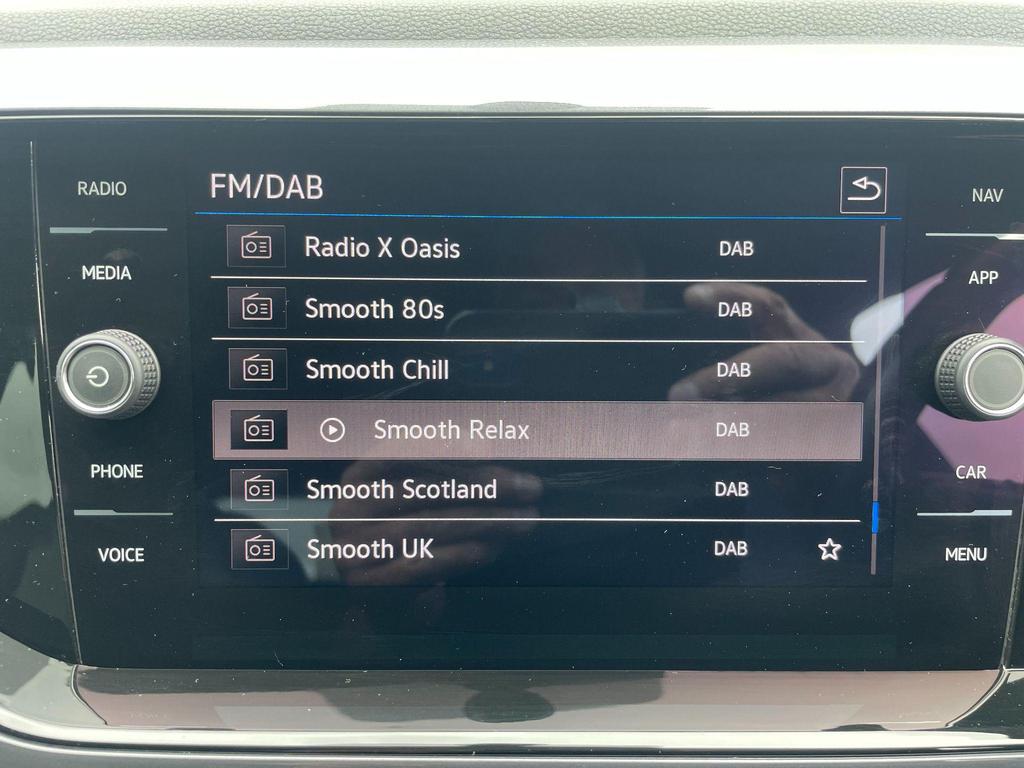 RADIO
FM/DAB
NAV
MEDIA
APP
PHONE
CAR
VOICE
MENU
Radio X Oasis DAB
Smooth 80s DAB
Smooth Chill DAB
Smooth Relax DAB
Smooth Scotland DAB
Smooth UK DAB